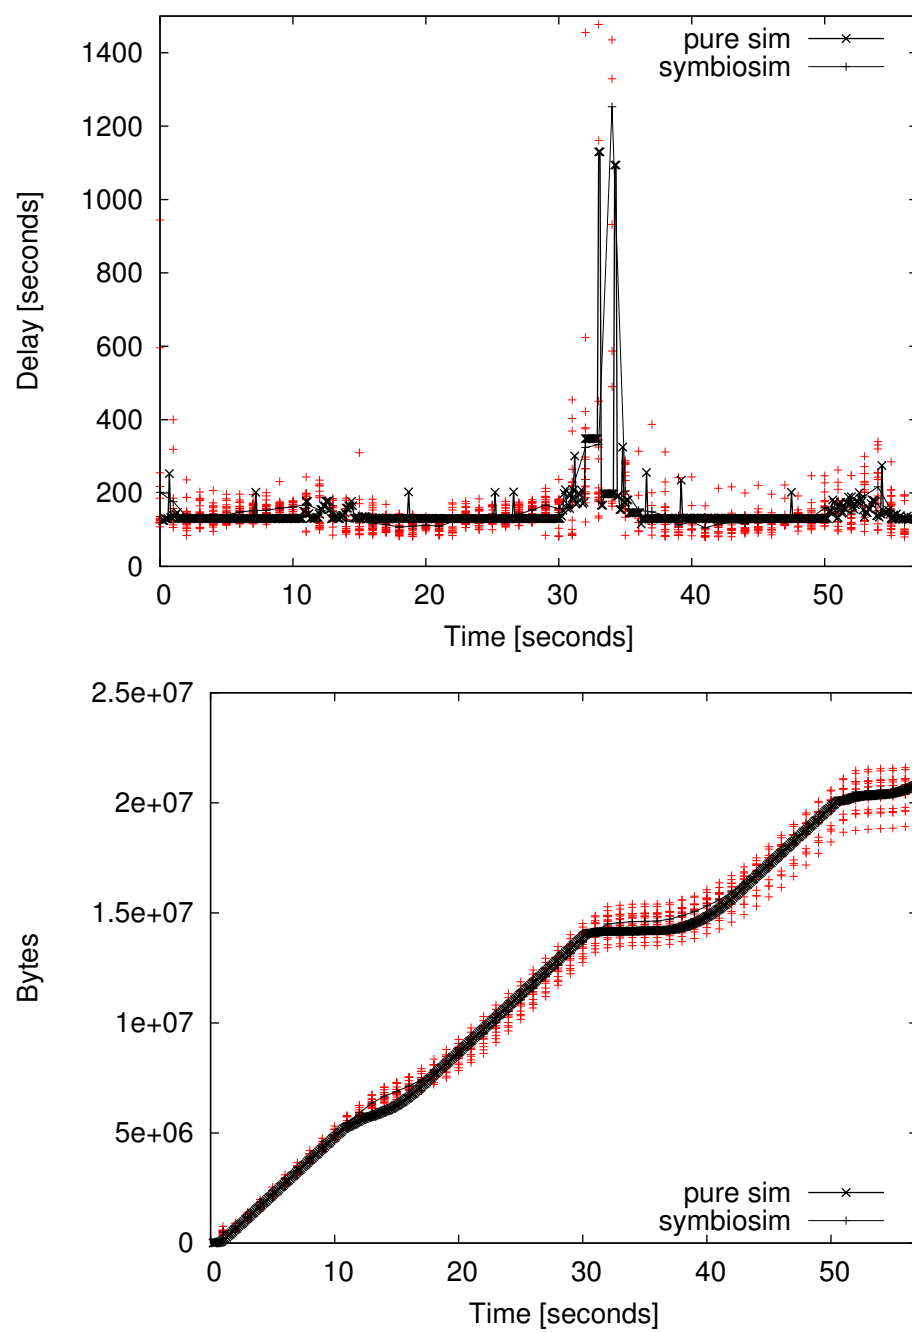 1400
1200
1000
800
600
400
200
0
Delay [seconds]
pure sim
symbiosim
0 10 20 30 40 50
Time [seconds]
2.5e+07
2e+07
1.5e+07
1e+07
5e+06
0
Bytes
pure sim
symbiosim
0 10 20 30 40 50
Time [seconds]